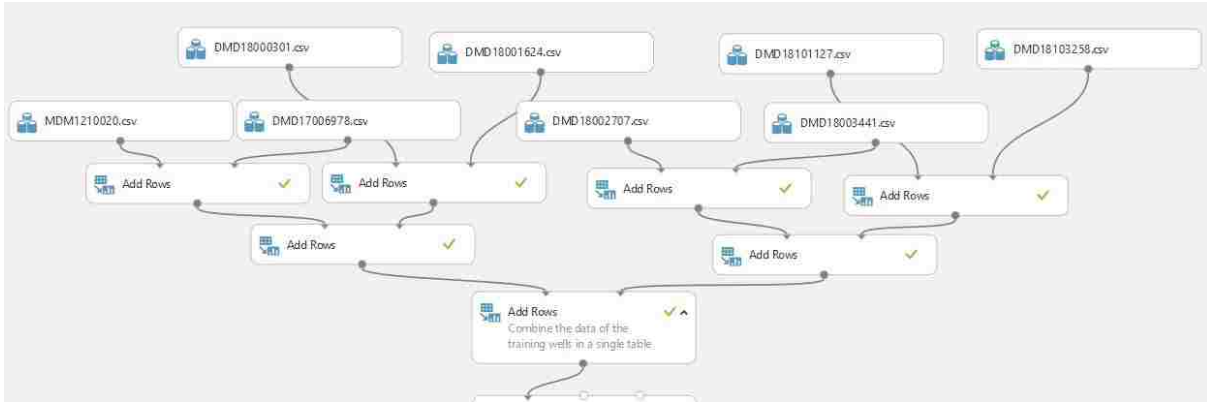 DMD18000301.csv
DMD18001624.csv
DMD18101127.csv
DMD18103258.csv
MDM1210020.csv
DMD17006978.csv
DMD18002707.csv
DMD18003441.csv
Add Rows
Add Rows
Add Rows
Add Rows
Add Rows
Add Rows
Add Rows
Combine the data of the
training wells in a single table